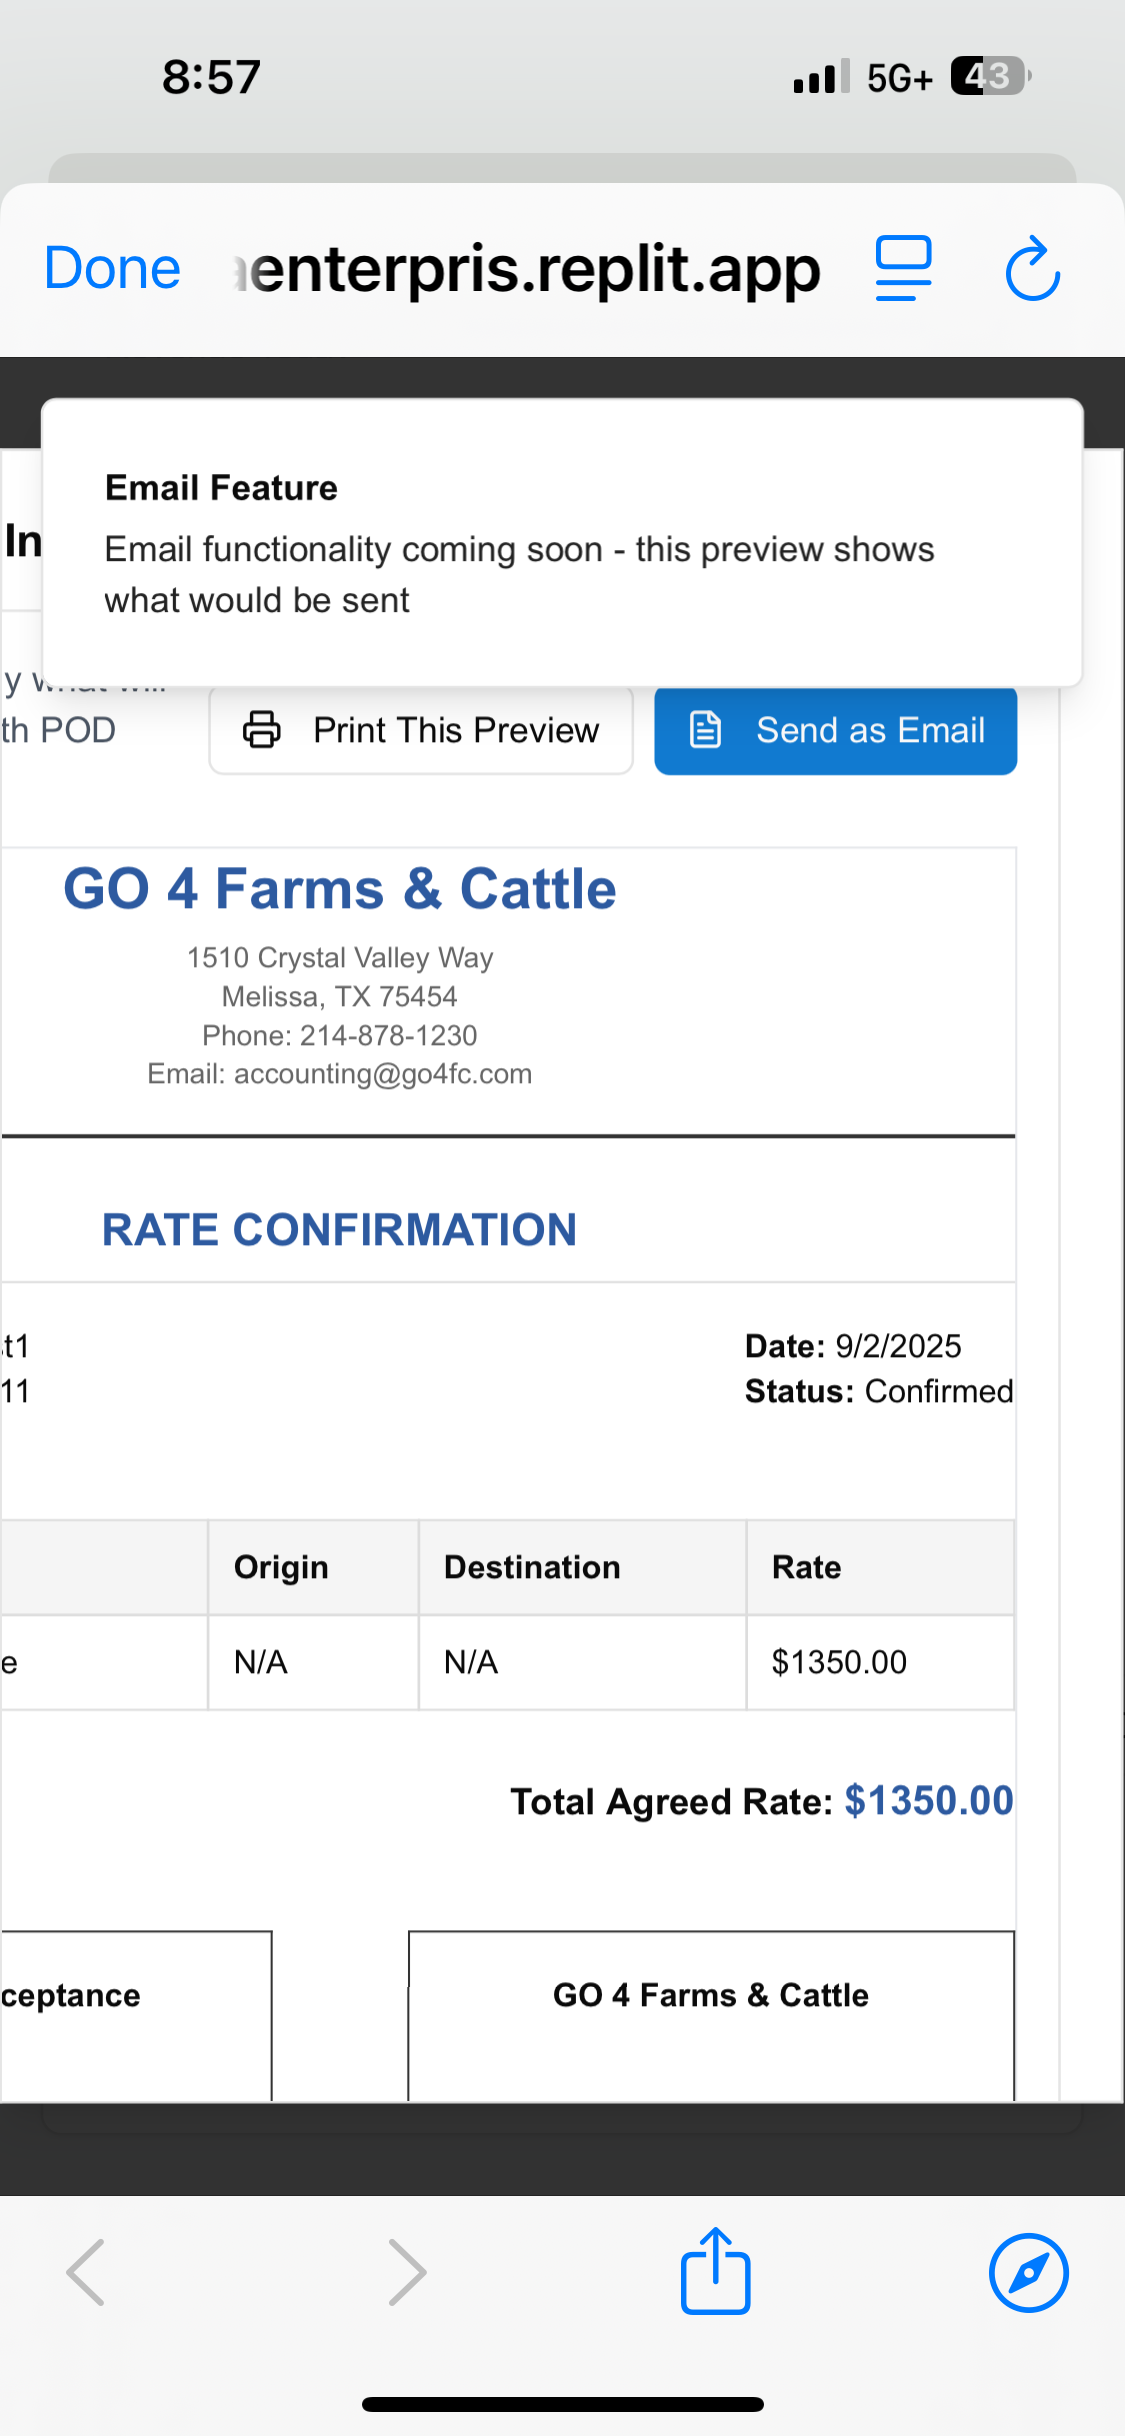 8:57
5G+ 43
Done
enterpris.replit.app
Email Feature
Email functionality coming soon - this preview shows
what would be sent
In
y
th POD
Print This Preview
Send as Email
GO 4 Farms & Cattle
1510 Crystal Valley Way
Melissa, TX 75454
Phone: 214-878-1230
Email: accounting@go4fc.com
RATE CONFIRMATION
t1
Date: 9/2/2025
11
Status: Confirmed
Origin
Destination
Rate
e
N/A
N/A
$1350.00
Total Agreed Rate: $1350.00
ceptance
GO 4 Farms & Cattle